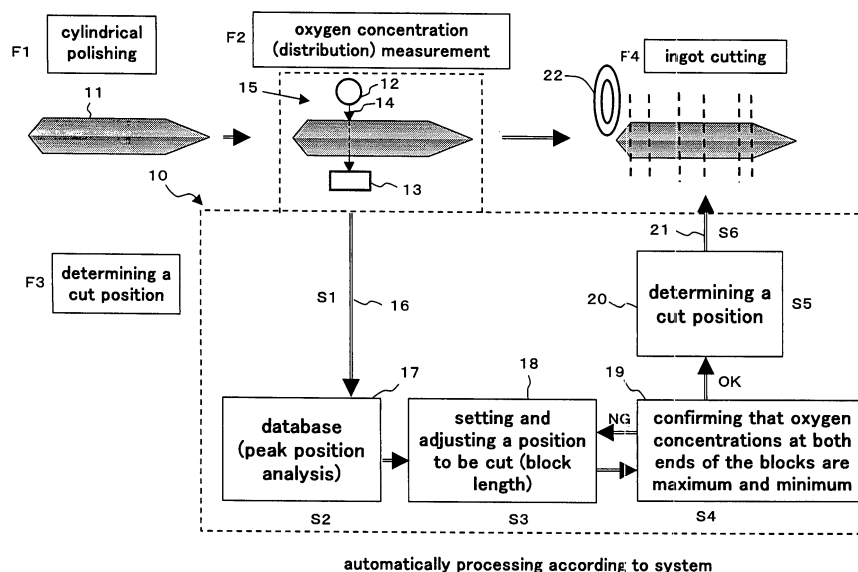 F1
cylindrical
polishing
F2
oxygen concentration
(distribution) measurement
F4
ingot cutting
11
15
12
14
13
22
10
F3
determining a
cut position
S1
16
21
S6
20
determining a
cut position
S5
17
18
19
OK
NG
database
(peak position
analysis)
setting and
adjusting a position
to be cut (block
length)
confirming that oxygen
concentrations at both
ends of the blocks are
maximum and minimum
S2
S3
S4
automatically processing according to system